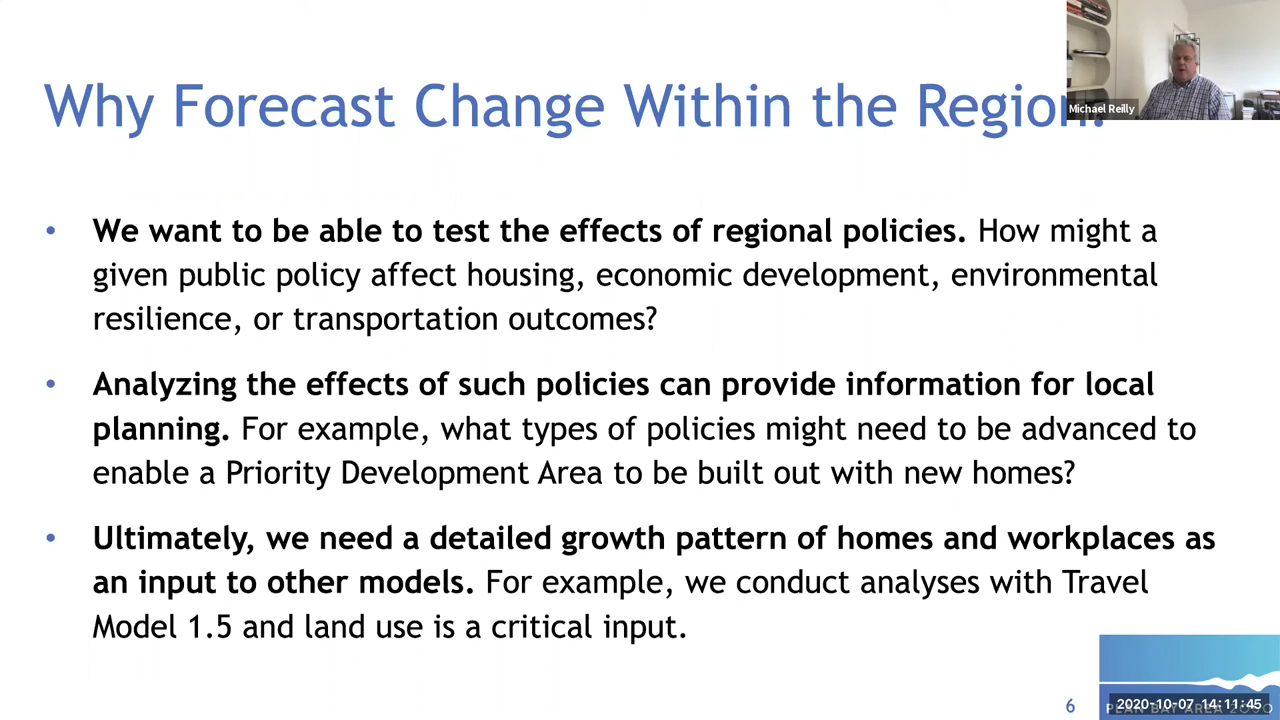 Why Forecast Change Within the Region?
Michael Reilly
• We want to be able to test the effects of regional policies. How might a
given public policy affect housing, economic development, environmental
resilience, or transportation outcomes?
• Analyzing the effects of such policies can provide information for local
planning. For example, what types of policies might need to be advanced to
enable a Priority Development Area to be built out with new homes?
• Ultimately, we need a detailed growth pattern of homes and workplaces as
an input to other models. For example, we conduct analyses with Travel
Model 1.5 and land use is a critical input.
6
PLAN BAY AREA 2050
2020-10-07 14:11:45